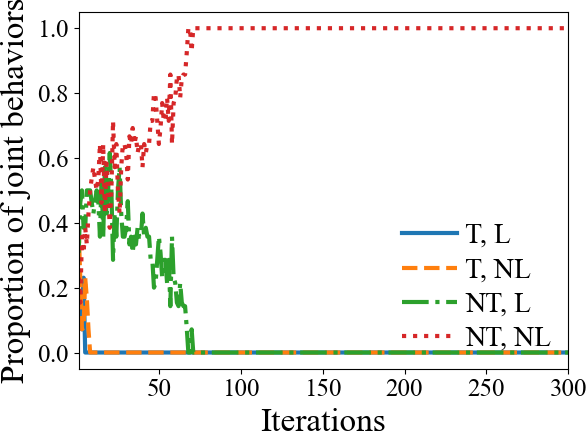 Proportion of joint behaviors
1.0
0.8
0.6
0.4
0.2
0.0
T, L
T, NL
NT, L
NT, NL
50
100
150
200
250
300
Iterations